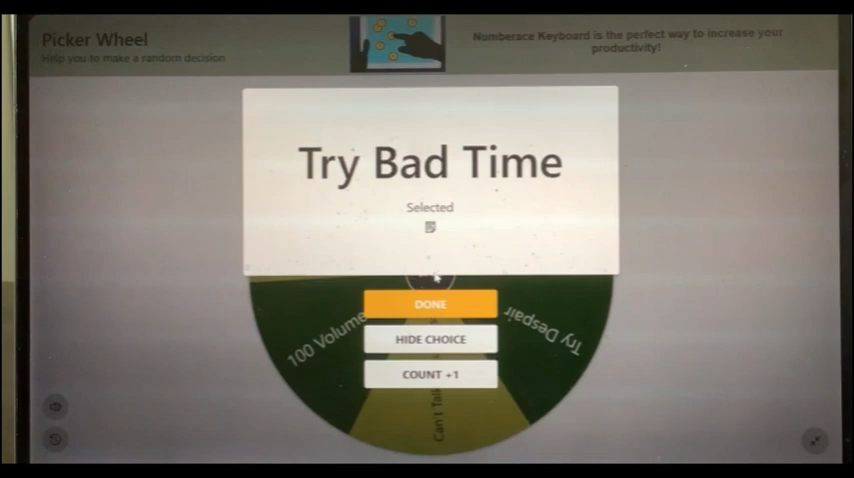 Picker Wheel
Help you to make a random decision
Numberace Keyboard is the perfect way to increase your
productivity!
Try Bad Time
Selected
DONE
HIDE CHOICE
COUNT +1
100 Volume
Can't
Try Despair